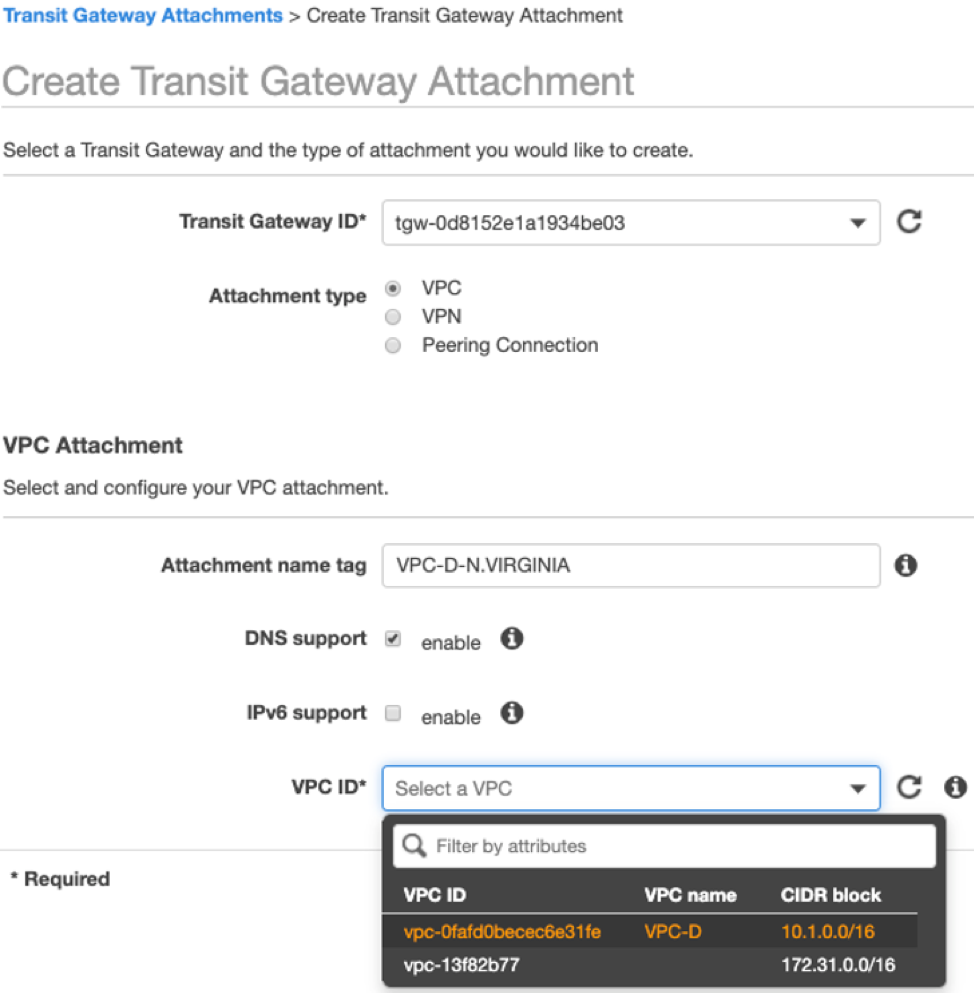 Transit Gateway Attachments > Create Transit Gateway Attachment
Create Transit Gateway Attachment
Select a Transit Gateway and the type of attachment you would like to create.
Transit Gateway ID* tgw-0d8152e1a1934be03
Attachment type VPC
VPN
Peering Connection
VPC Attachment
Select and configure your VPC attachment.
Attachment name tag VPC-D-N.VIRGINIA
DNS support enable
IPv6 support enable
VPC ID* Select a VPC
Filter by attributes
* Required
VPC ID VPC name CIDR block
vpc-0fafd0becec6e31fe VPC-D 10.1.0.0/16
vpc-13f82b77 172.31.0.0/16